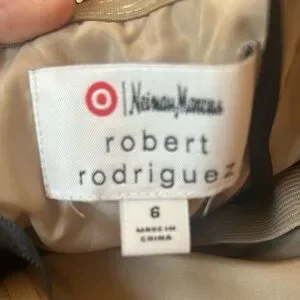 Neiman Marcus
robert
rodriguez
6
MADE IN
CHINA